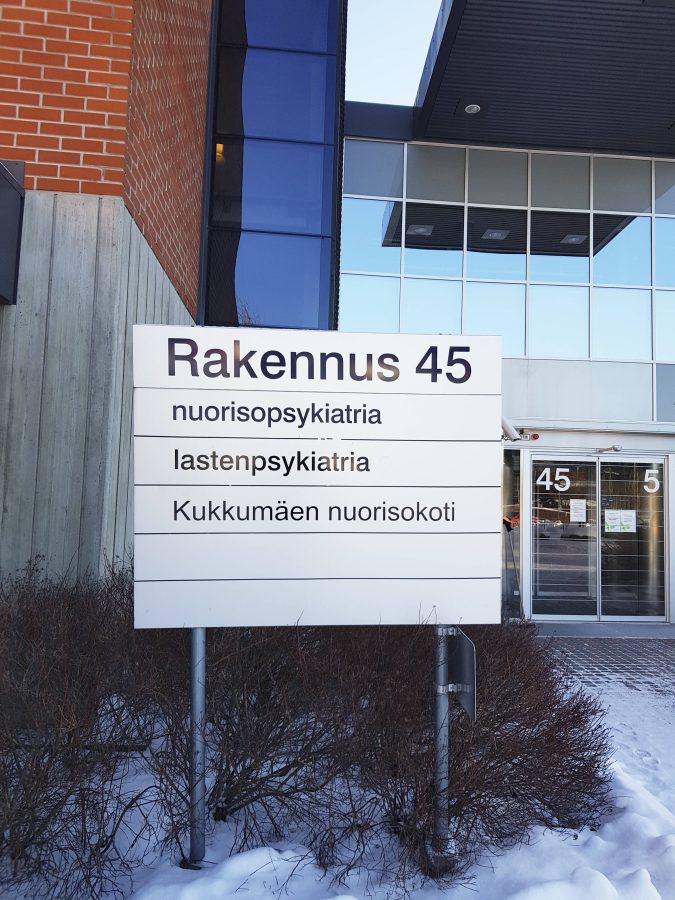 Rakennus 45
nuorisopsykiatria
lastenpsykiatria
Kukkumäen nuorisokoti
45
5